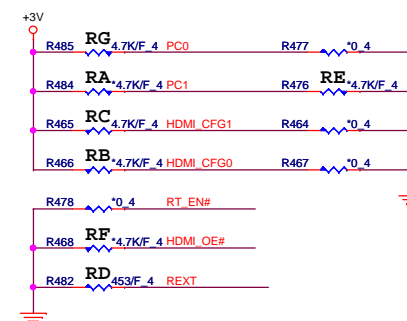 +3V
R485 RG 4.7K/F_4 PC0 R477 *0_4
R484 RA *4.7K/F_4 PC1 R476 RE *4.7K/F_4
R465 RC 4.7K/F_4 HDMI_CFG1 R464 *0_4
R466 RB *4.7K/F_4 HDMI_CFG0 R467 *0_4
R478 *0_4 RT_EN#
R468 RF *4.7K/F_4 HDMI_OE#
R482 RD 453/F_4 REXT